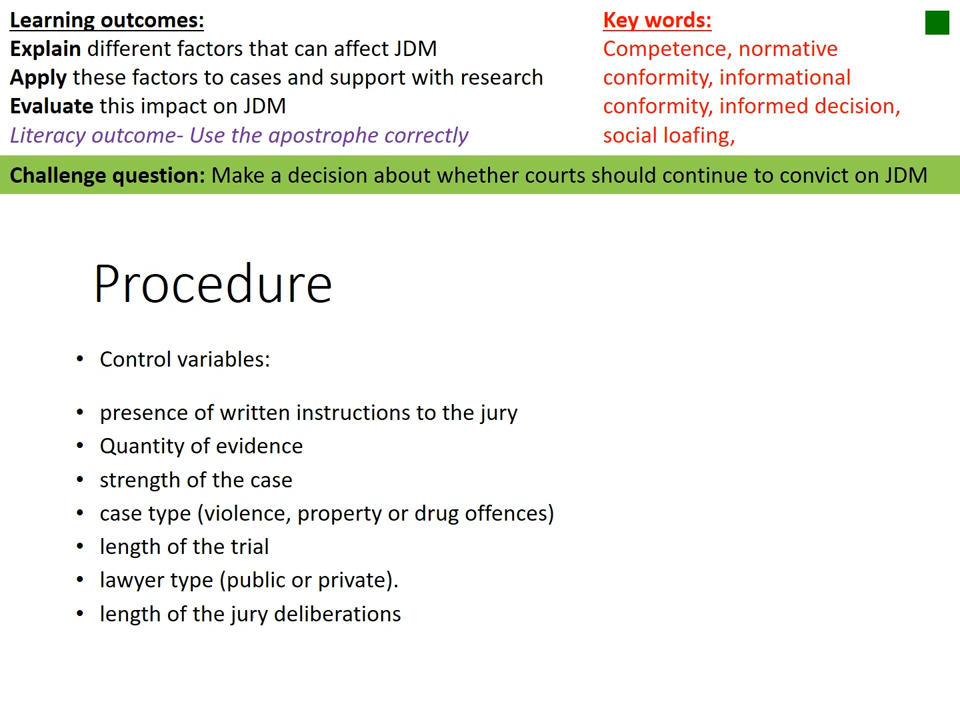 Learning outcomes:
Explain different factors that can affect JDM
Apply these factors to cases and support with research
Evaluate this impact on JDM
Literacy outcome- Use the apostrophe correctly
Key words:
Competence, normative
conformity, informational
conformity, informed decision,
social loafing,
Challenge question: Make a decision about whether courts should continue to convict on JDM
Procedure
• Control variables:
• presence of written instructions to the jury
• Quantity of evidence
• strength of the case
• case type (violence, property or drug offences)
• length of the trial
• lawyer type (public or private).
• length of the jury deliberations